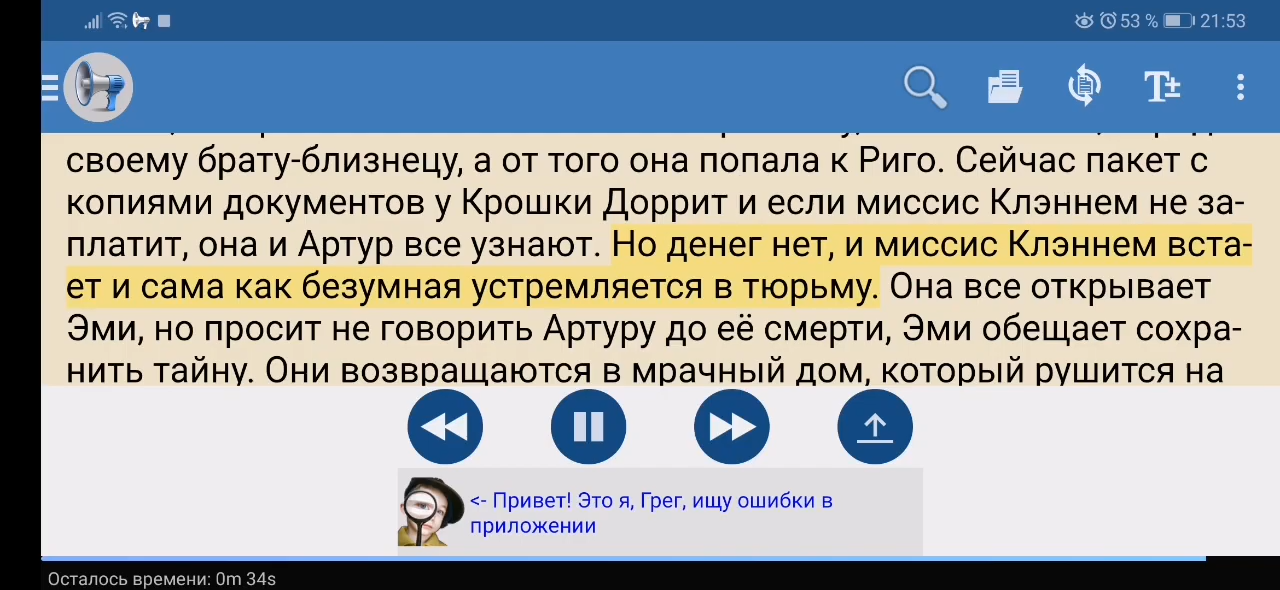 53 % 21:53
T±
своему брату-близнецу, а от того она попала к Риго. Сейчас пакет с
копиями документов у Крошки Доррит и если миссис Клэннем не за-
платит, она и Артур все узнают. Но денег нет, и миссис Клэннем вста-
ет и сама как безумная устремляется в тюрьму. Она все открывает
Эми, но просит не говорить Артуру до её смерти, Эми обещает сохра-
нить тайну. Они возвращаются в мрачный дом, который рушится на
<- Привет! Это я, Грег, ищу ошибки в
приложении
Осталось времени: 0m 34s